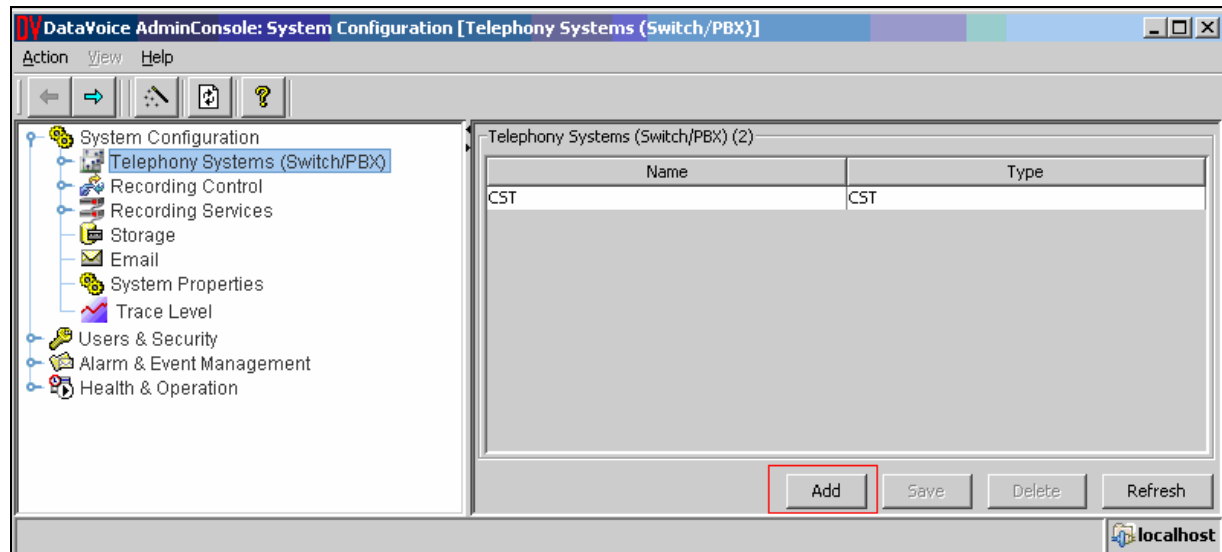 DV DataVoice AdminConsole: System Configuration [Telephony Systems (Switch/PBX)]
Action View Help
System Configuration
Telephony Systems (Switch/PBX)
Recording Control
Recording Services
Storage
Email
System Properties
Trace Level
Users & Security
Alarm & Event Management
Health & Operation
Telephony Systems (Switch/PBX) (2)
Name Type
CST CST
Add Save Delete Refresh
localhost